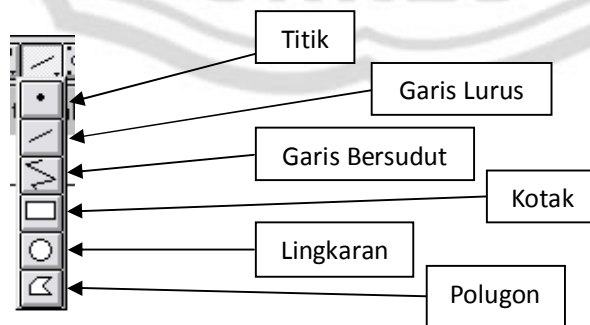 Titik
Garis Lurus
Garis Bersudut
Kotak
Lingkaran
Polugon